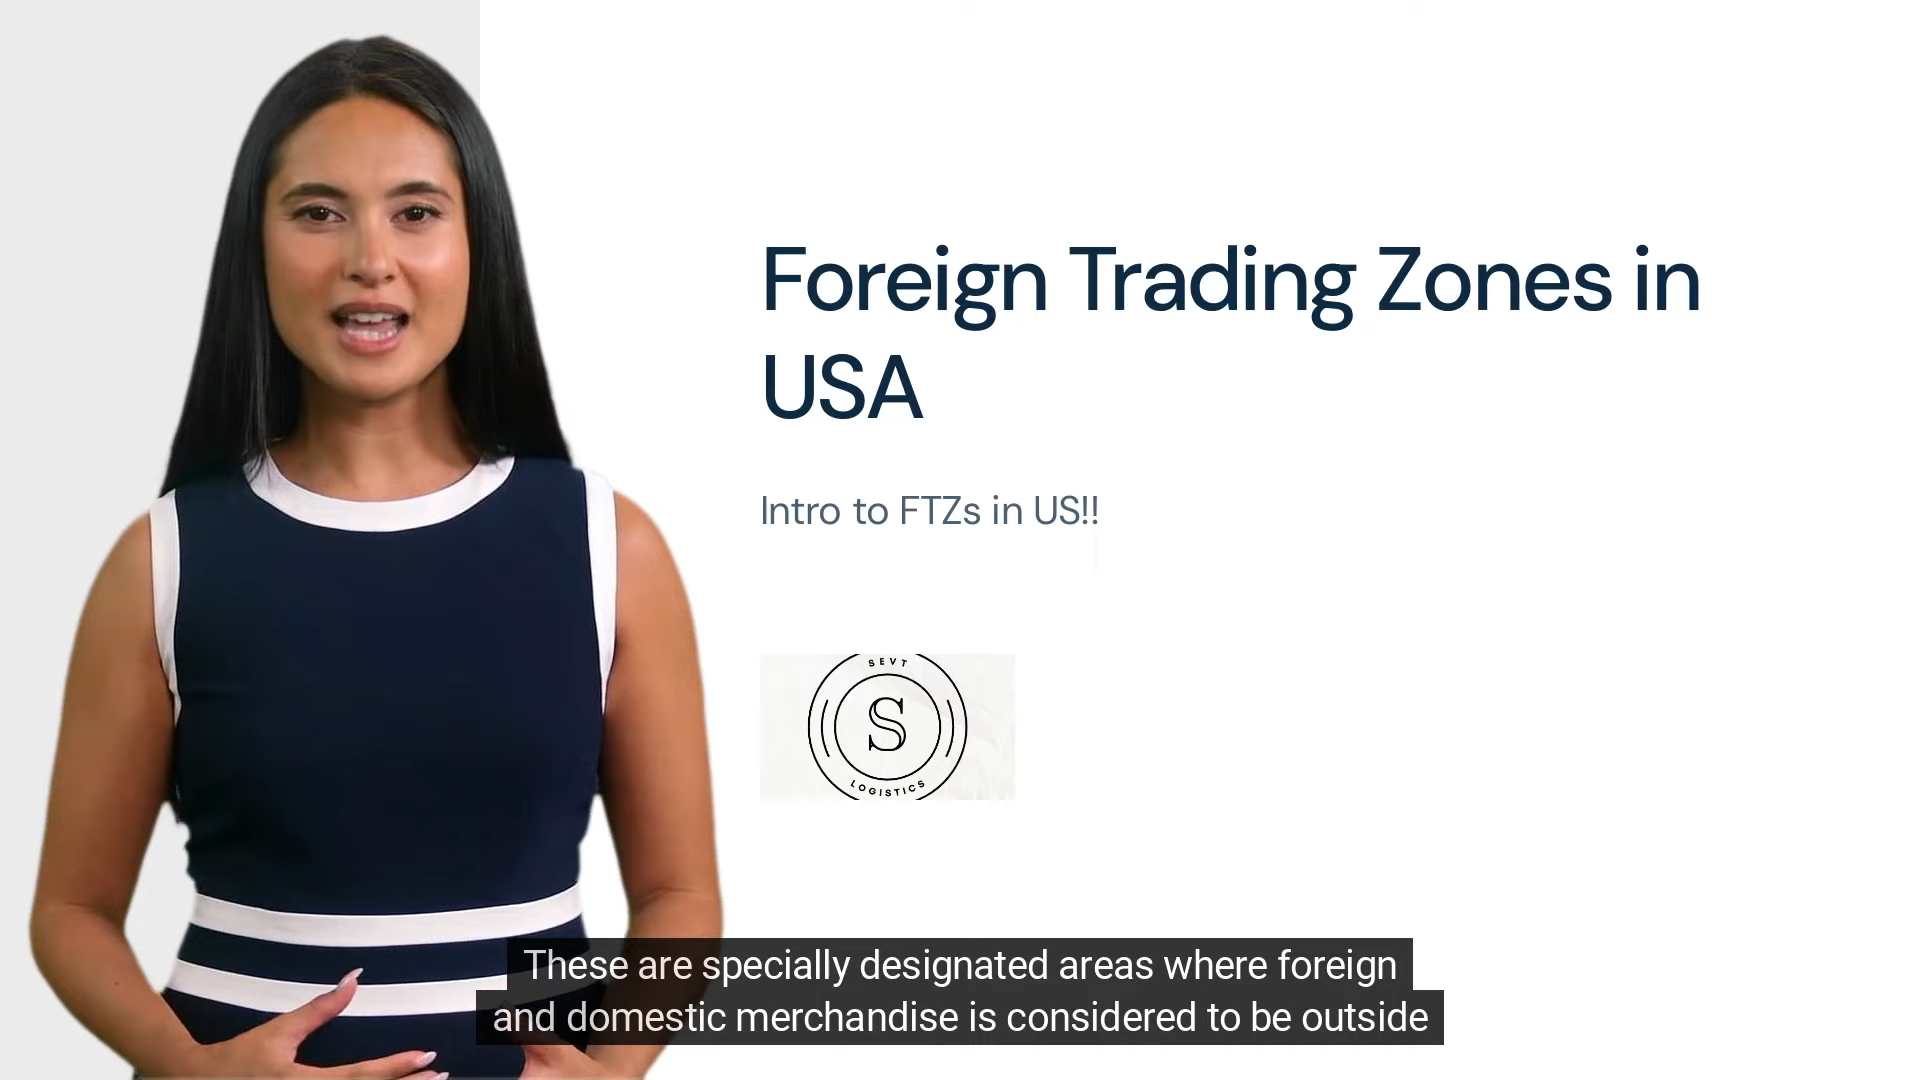 Foreign Trading Zones in
USA
Intro to FTZs in US!!
SEVT
S
LOGISTICS
These are specially designated areas where foreign
and domestic merchandise is considered to be outside